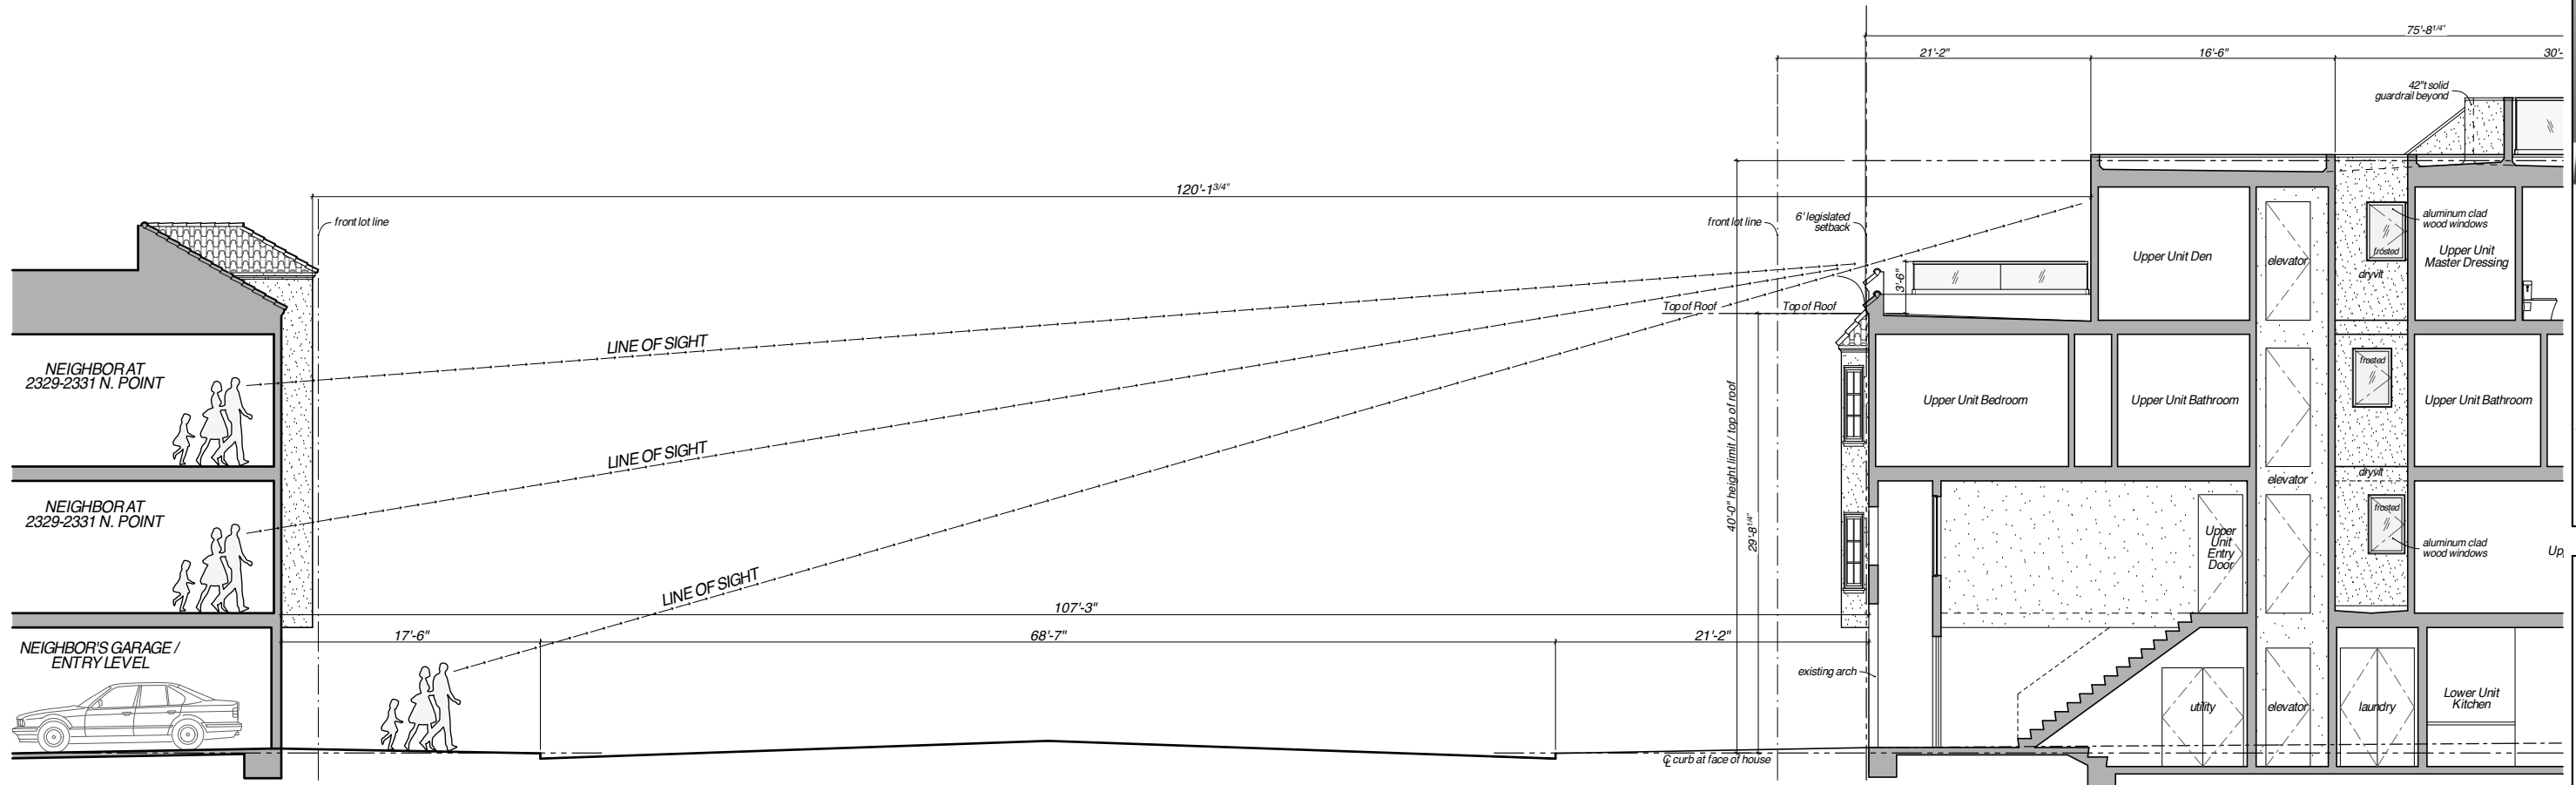 75'-8 1/4"
21'-2"
16'-6"
30'-
42"t solid
guardrail beyond
120'-1 3/4"
front lot line
front lot line
6' legislated
setback
aluminum clad
wood windows
frosted
Upper Unit Den
elevator
Upper Unit
Master Dressing
dryvit
3'-6"
Top of Roof
Top of Roof
LINE OF SIGHT
NEIGHBOR AT
2329-2331 N. POINT
frosted
Upper Unit Bedroom
Upper Unit Bathroom
Upper Unit Bathroom
40'-0" height limit / top of roof
29'-8 1/4"
LINE OF SIGHT
dryvit
elevator
NEIGHBOR AT
2329-2331 N. POINT
frosted
Upper
Unit
Entry
Door
aluminum clad
wood windows
Up
LINE OF SIGHT
107'-3"
17'-6"
68'-7"
21'-2"
NEIGHBOR'S GARAGE /
ENTRY LEVEL
existing arch
utility
elevator
laundry
Lower Unit
Kitchen
℄ curb at face of house